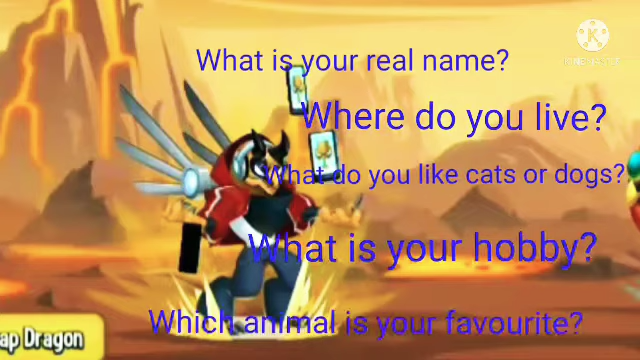 What is your real name?
KINEMASTER
Where do you live?
What do you like cats or dogs?
What is your hobby?
Which animal is your favourite?
ap Dragon